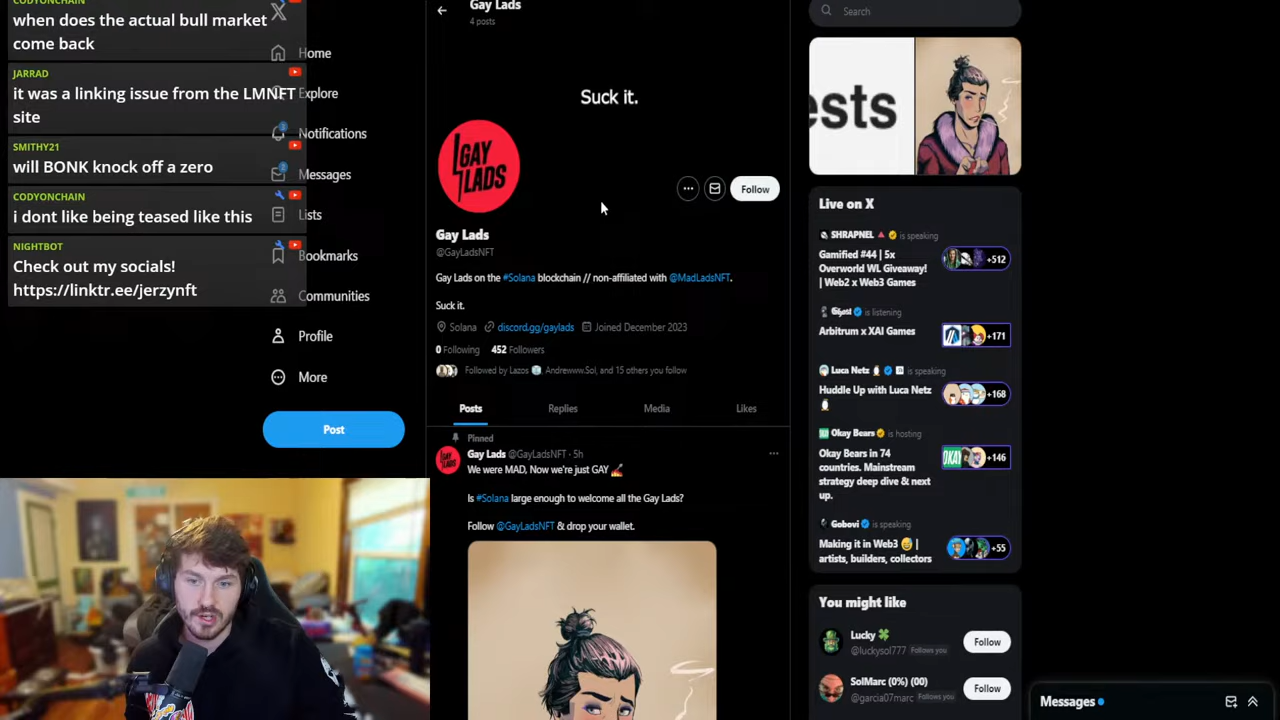 CODYONCHAIN
when does the actual bull market
come back
JARRAD
it was a linking issue from the LMNFT
site
SMITHY21
will BONK knock off a zero
CODYONCHAIN
i dont like being teased like this
NIGHTBOT
Check out my socials!
https://linktr.ee/jerzynft
Home
Explore
Notifications
Messages
Lists
Bookmarks
Communities
Profile
More
Post
Gay Lads
4 posts
Suck it.
GAY
LADS
Follow
Gay Lads
@GayLadsNFT
Gay Lads on the #Solana blockchain // non-affiliated with @MadLadsNFT.
Suck it.
Solana discord.gg/gaylads Joined December 2023
0 Following 452 Followers
Followed by Lazos Andrewww.Sol, and 15 others you follow
Posts Replies Media Likes
Pinned
Gay Lads @GayLadsNFT · 5h
We were MAD, Now we're just GAY
Is #Solana large enough to welcome all the Gay Lads?
Follow @GayLadsNFT & drop your wallet.
Search
ests
Live on X
SHRAPNEL is speaking
Gamified #44 | 5x
Overworld WL Giveaway!
| Web2 x Web3 Games
+512
is listening
Arbitrum x XAI Games
+171
Luca Netz is speaking
Huddle Up with Luca Netz
+168
Okay Bears is hosting
Okay Bears in 74
countries. Mainstream
strategy deep dive & next
up.
OKAY
+146
Gobovi is speaking
Making it in Web3 |
artists, builders, collectors
+55
You might like
Lucky
@luckysol777 Follows you
Follow
SolMarc (0%) (00)
@garcia07marc Follows you
Follow
Messages